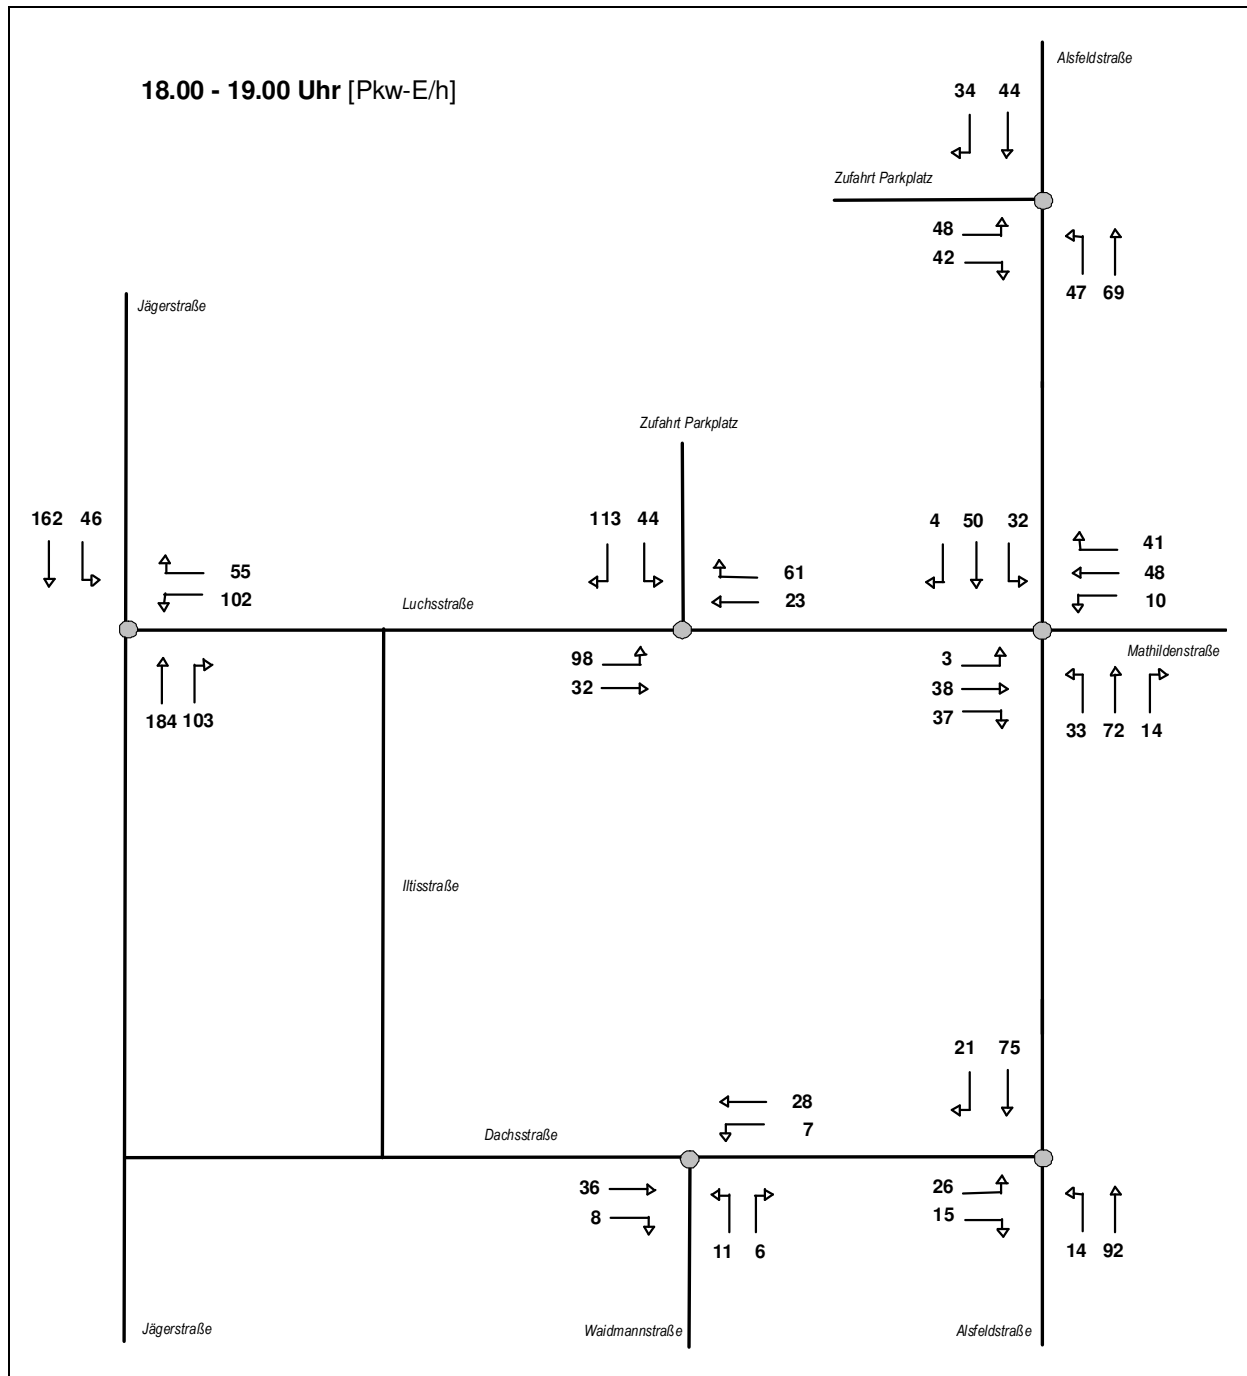 Alsfeldstraße
18.00 - 19.00 Uhr [Pkw-E/h]
34 44
Zufahrt Parkplatz
48
42
47 69
Jägerstraße
Zufahrt Parkplatz
162 46
113 44
4 50 32
41
48
10
55
102
61
23
Luchsstraße
98
32
3
38
37
Mathildenstraße
184 103
33 72 14
Iltisstraße
21 75
28
7
Dachsstraße
36
8
26
15
11 6
14 92
Jägerstraße
Waidmannstraße
Alsfeldstraße